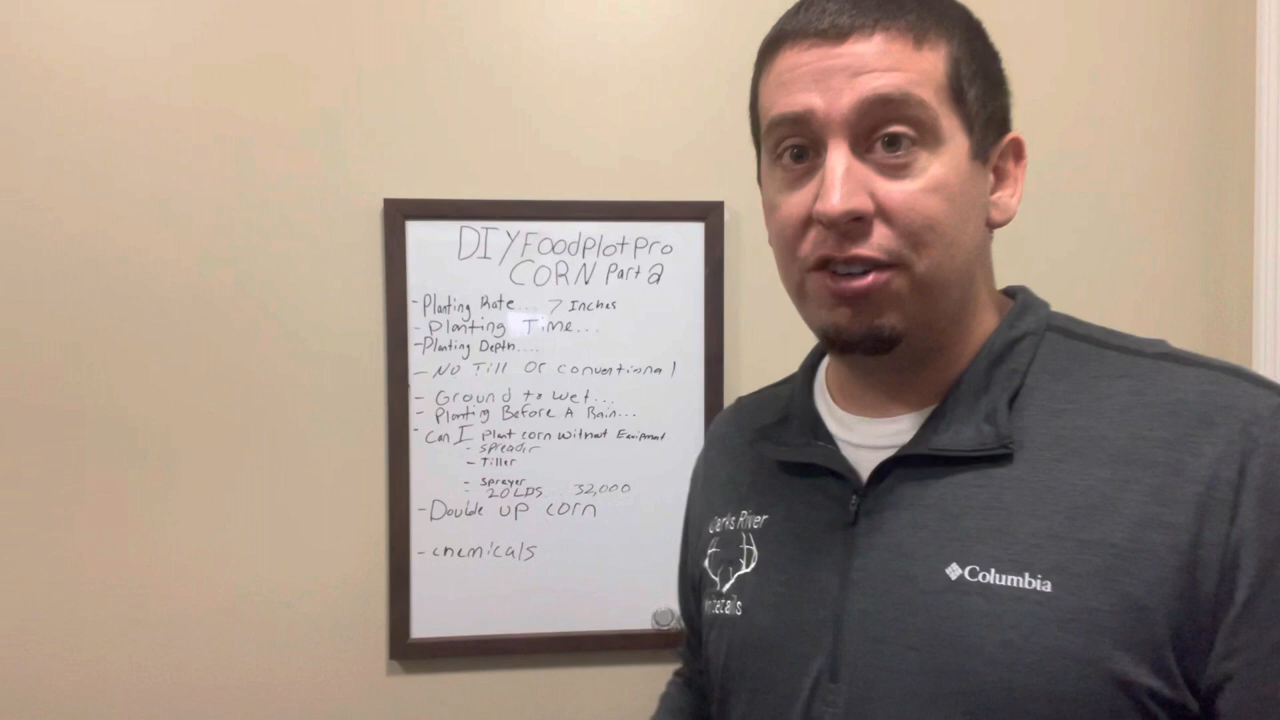 DIYFoodplotpro
CORN Part 2
- Planting Rate... 7 Inches
- Planting Time...
- Planting Depth....
- No Till Or conventional
- Ground to wet...
- Planting Before A Rain...
- Can I plant corn without Equipment
- spreader
- Tiller
- sprayer
- 20 LDS... 32,000
- Double up corn
- chemicals
River
Columbia